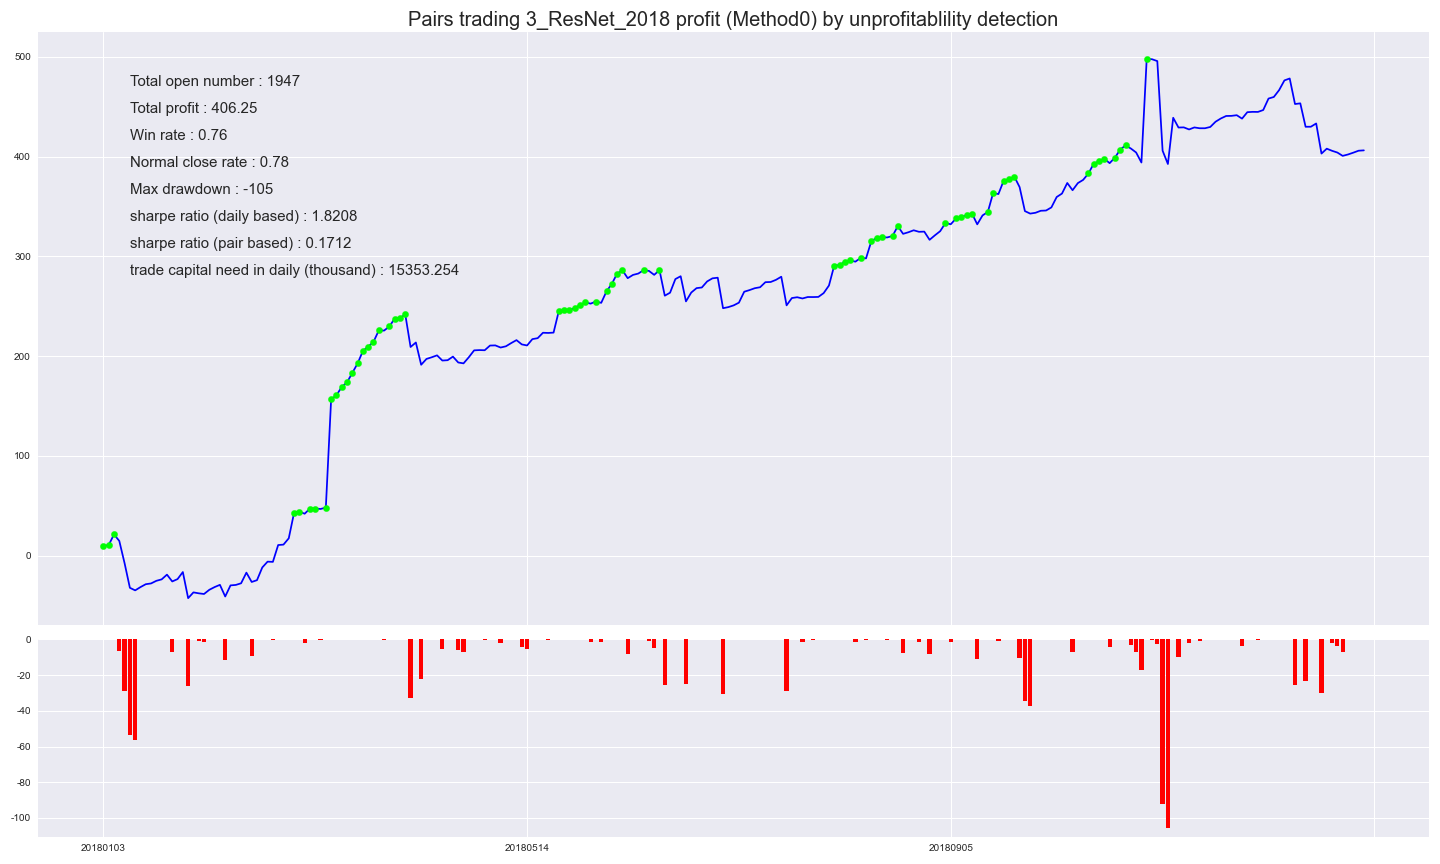 Pairs trading 3_ResNet_2018 profit (Method0) by unprofitablility detection
500
400
300
200
100
0
Total open number : 1947
Total profit : 406.25
Win rate : 0.76
Normal close rate : 0.78
Max drawdown : -105
sharpe ratio (daily based) : 1.8208
sharpe ratio (pair based) : 0.1712
trade capital need in daily (thousand) : 15353.254
0
-20
-40
-60
-80
-100
20180103
20180514
20180905